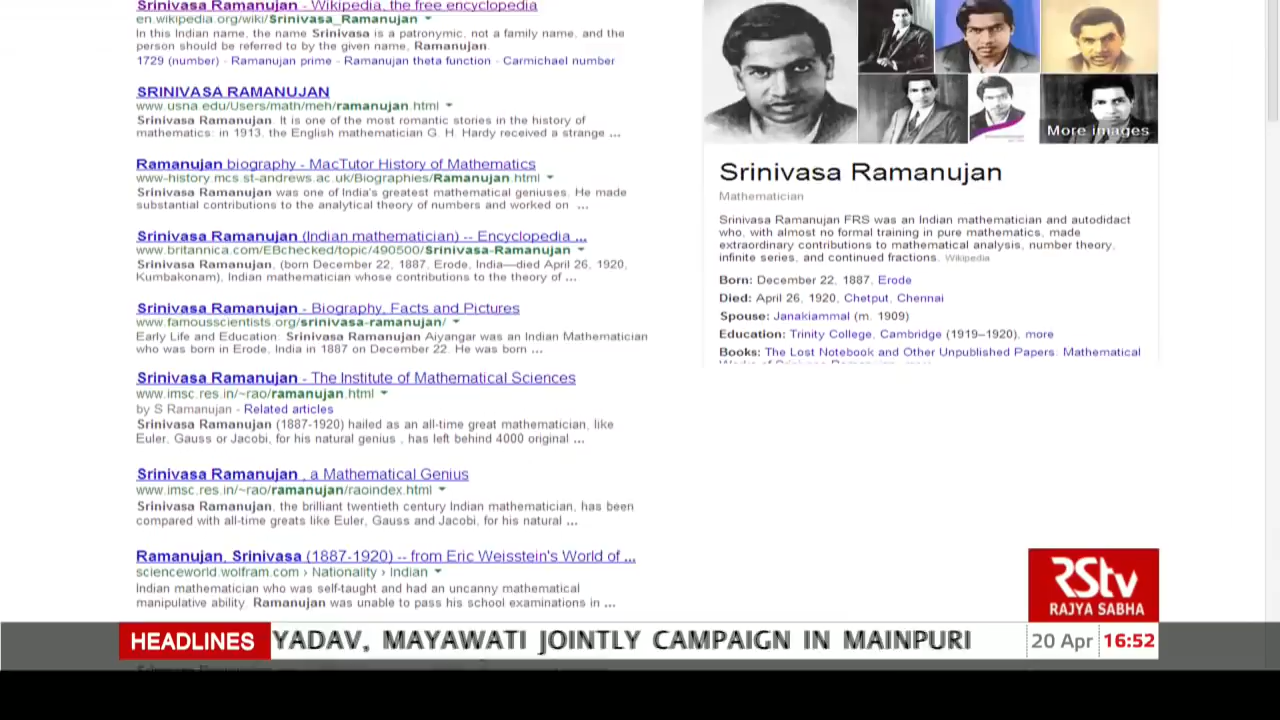 Srinivasa Ramanujan - Wikipedia, the free encyclopedia
en.wikipedia.org/wiki/Srinivasa_Ramanujan
In this Indian name, the name Srinivasa is a patronymic, not a family name, and the
person should be referred to by the given name, Ramanujan.
1729 (number) - Ramanujan prime - Ramanujan theta function - Carmichael number
SRINIVASA RAMANUJAN
www.usna.edu/Users/math/meh/ramanujan.html
Srinivasa Ramanujan. It is one of the most romantic stories in the history of
mathematics: in 1913, the English mathematician G. H. Hardy received a strange ...
Ramanujan biography - MacTutor History of Mathematics
www-history.mcs.st-andrews.ac.uk/Biographies/Ramanujan.html
Srinivasa Ramanujan was one of India's greatest mathematical geniuses. He made
substantial contributions to the analytical theory of numbers and worked on ...
Srinivasa Ramanujan (Indian mathematician) -- Encyclopedia ...
www.britannica.com/EBchecked/topic/490500/Srinivasa-Ramanujan
Srinivasa Ramanujan, (born December 22, 1887, Erode, India—died April 26, 1920,
Kumbakonam), Indian mathematician whose contributions to the theory of ...
Srinivasa Ramanujan - Biography, Facts and Pictures
www.famousscientists.org/srinivasa-ramanujan/
Early Life and Education. Srinivasa Ramanujan Aiyangar was an Indian Mathematician
who was born in Erode, India in 1887 on December 22. He was born ...
Srinivasa Ramanujan - The Institute of Mathematical Sciences
www.imsc.res.in/~rao/ramanujan.html
by S Ramanujan - Related articles
Srinivasa Ramanujan (1887-1920) hailed as an all-time great mathematician, like
Euler, Gauss or Jacobi, for his natural genius , has left behind 4000 original ...
Srinivasa Ramanujan , a Mathematical Genius
www.imsc.res.in/~rao/ramanujan/raoindex.html
Srinivasa Ramanujan, the brilliant twentieth century Indian mathematician, has been
compared with all-time greats like Euler, Gauss and Jacobi, for his natural ...
Ramanujan, Srinivasa (1887-1920) -- from Eric Weisstein's World of ...
scienceworld.wolfram.com › Nationality › Indian
Indian mathematician who was self-taught and had an uncanny mathematical
manipulative ability. Ramanujan was unable to pass his school examinations in ...
More images
Srinivasa Ramanujan
Mathematician
Srinivasa Ramanujan FRS was an Indian mathematician and autodidact
who, with almost no formal training in pure mathematics, made
extraordinary contributions to mathematical analysis, number theory,
infinite series, and continued fractions. Wikipedia
Born: December 22, 1887, Erode
Died: April 26, 1920, Chetput, Chennai
Spouse: Janakiammal (m. 1909)
Education: Trinity College, Cambridge (1919–1920), more
Books: The Lost Notebook and Other Unpublished Papers: Mathematical
RSTV
RAJYA SABHA
HEADLINES YADAV, MAYAWATI JOINTLY CAMPAIGN IN MAINPURI
20 Apr 16:52